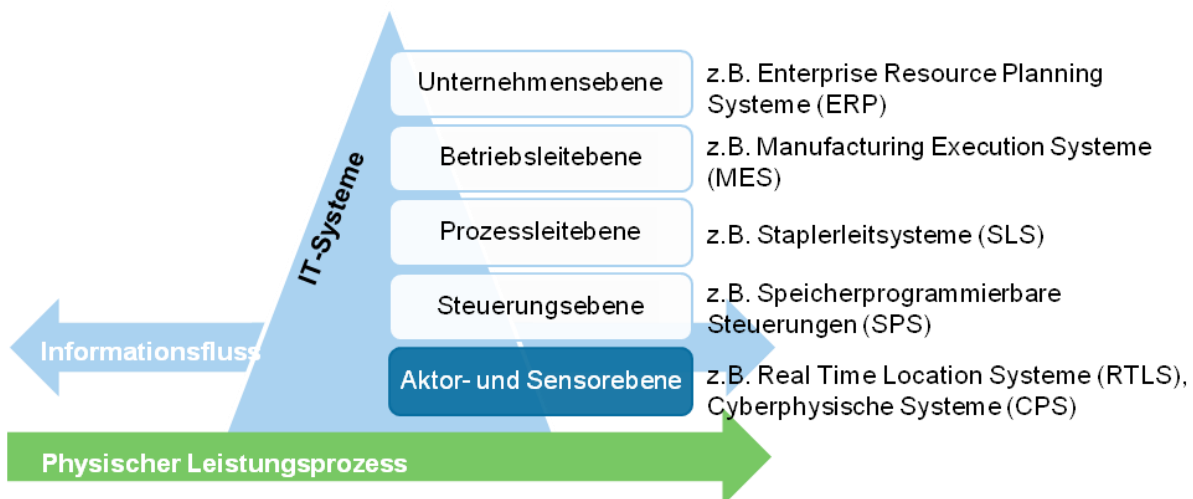 Unternehmensebene
z.B. Enterprise Resource Planning
Systeme (ERP)
Betriebsleitebene
z.B. Manufacturing Execution Systeme
(MES)
IT-Systeme
Prozessleitebene
z.B. Staplerleitsysteme (SLS)
Steuerungsebene
z.B. Speicherprogrammierbare
Steuerungen (SPS)
Informationsfluss
Aktor- und Sensorebene
z.B. Real Time Location Systeme (RTLS),
Cyberphysische Systeme (CPS)
Physischer Leistungsprozess